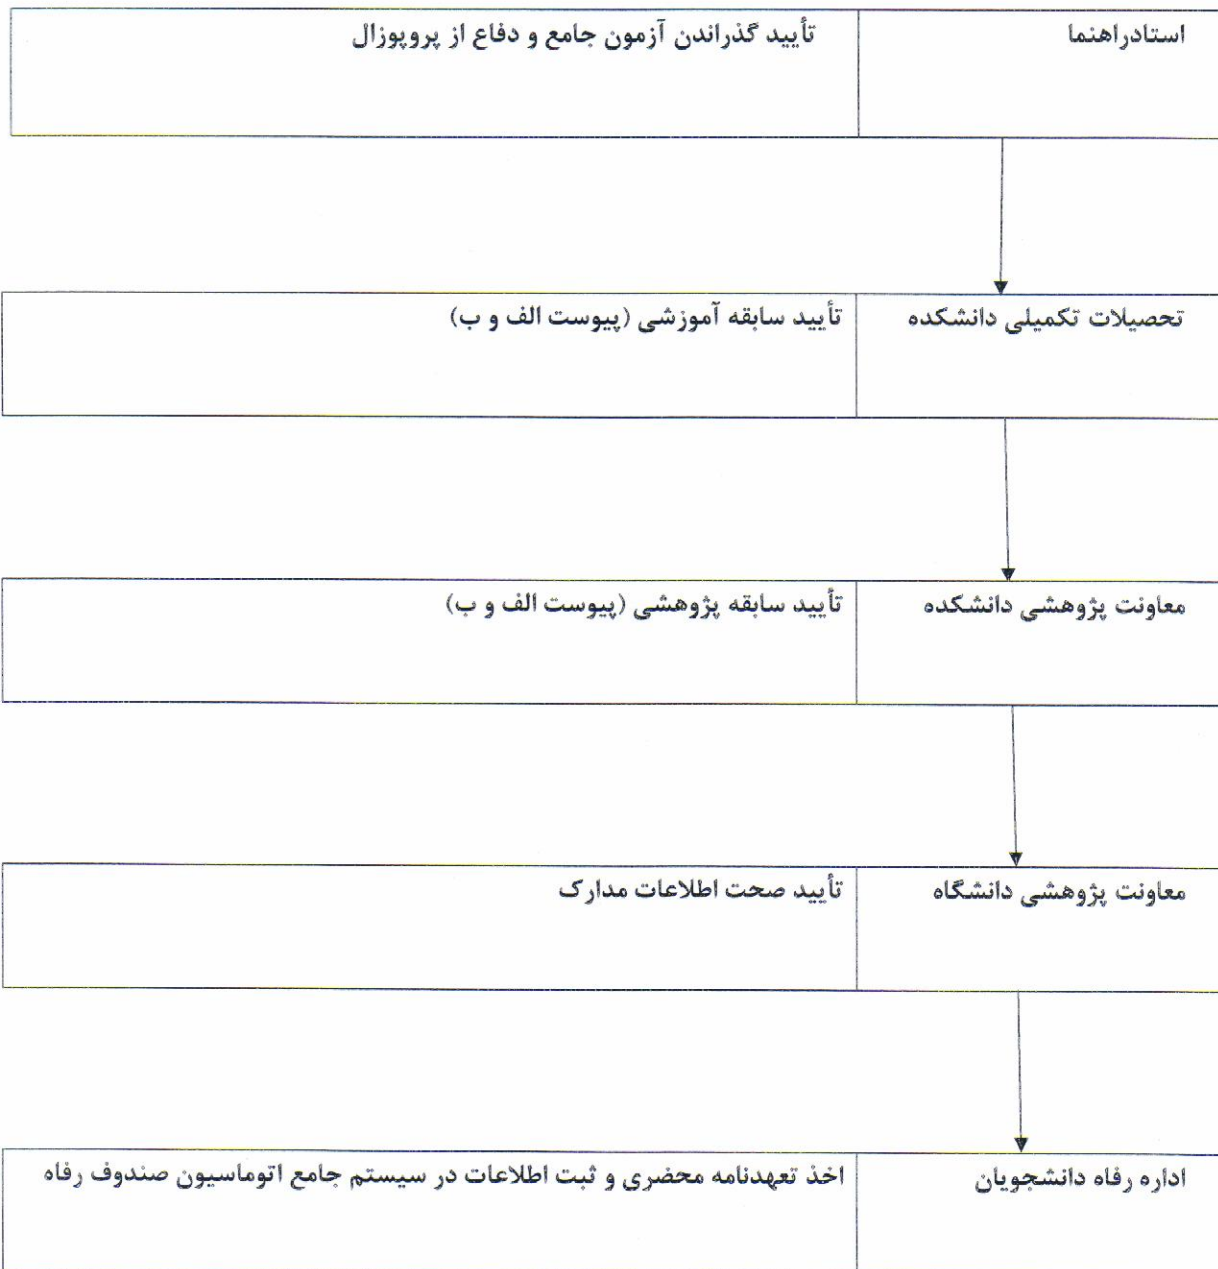 استادراهنما
تأیید گذراندن آزمون جامع و دفاع از پروپوزال
تحصیلات تکمیلی دانشکده
تأیید سابقه آموزشی (پیوست الف و ب)
معاونت پژوهشی دانشکده
تأیید سابقه پژوهشی (پیوست الف و ب)
معاونت پژوهشی دانشگاه
تأیید صحت اطلاعات مدارک
اداره رفاه دانشجویان
اخذ تعهدنامه محضری و ثبت اطلاعات در سیستم جامع اتوماسیون صندوف رفاه